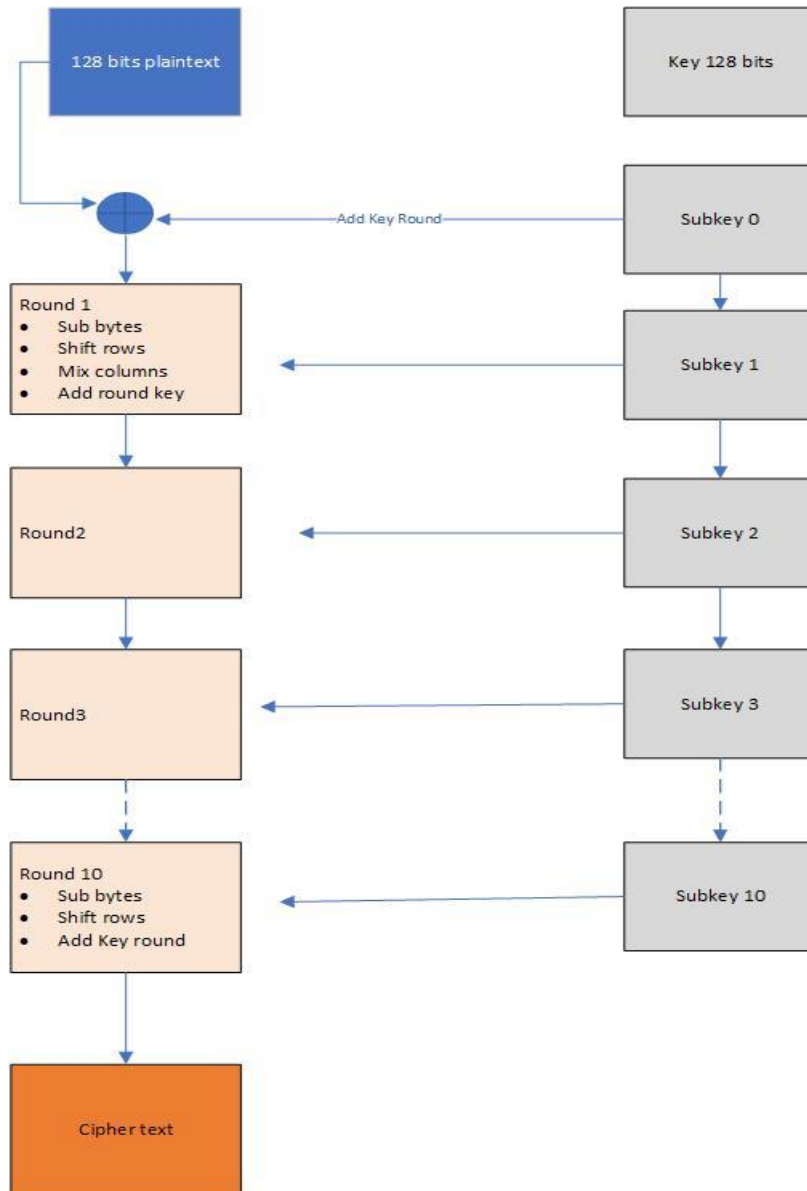 128 bits plaintext
Key 128 bits
Add Key Round
Subkey 0
Round 1
• Sub bytes
• Shift rows
• Mix columns
• Add round key
Subkey 1
Round2
Subkey 2
Round3
Subkey 3
Round 10
• Sub bytes
• Shift rows
• Add Key round
Subkey 10
Cipher text